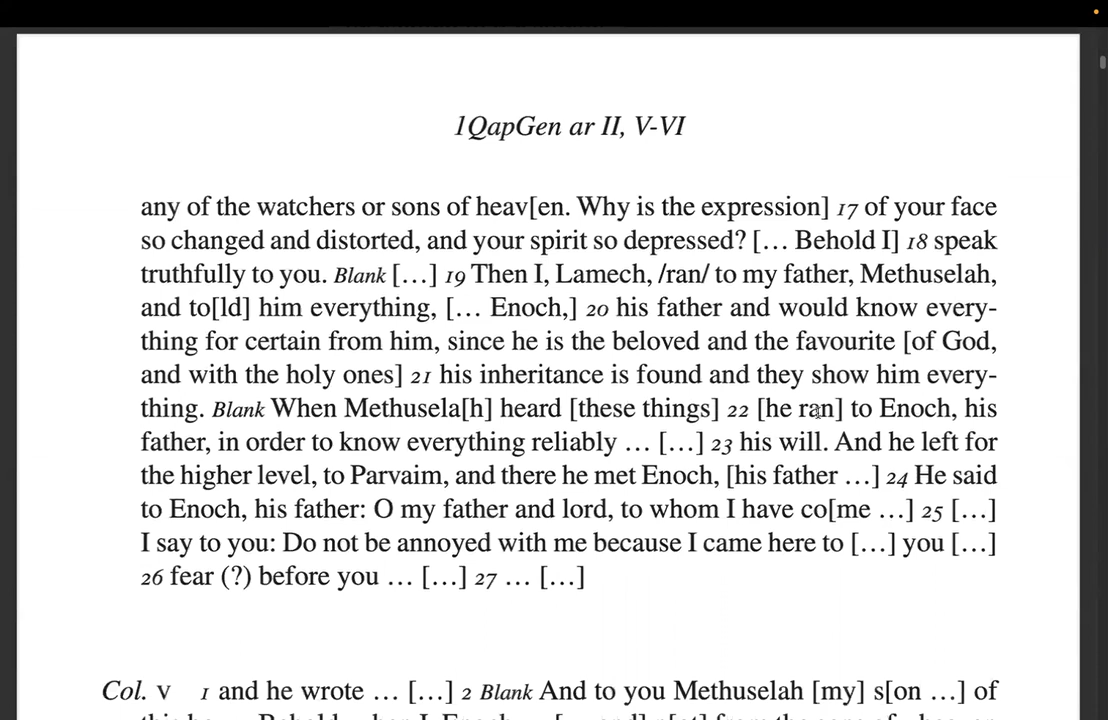 1QapGen ar II, V-VI
any of the watchers or sons of heav[en. Why is the expression] 17 of your face
so changed and distorted, and your spirit so depressed? [… Behold I] 18 speak
truthfully to you. Blank […] 19 Then I, Lamech, /ran/ to my father, Methuselah,
and to[ld] him everything, [… Enoch,] 20 his father and would know every-
thing for certain from him, since he is the beloved and the favourite [of God,
and with the holy ones] 21 his inheritance is found and they show him every-
thing. Blank When Methusela[h] heard [these things] 22 [he ran] to Enoch, his
father, in order to know everything reliably … […] 23 his will. And he left for
the higher level, to Parvaim, and there he met Enoch, [his father …] 24 He said
to Enoch, his father: O my father and lord, to whom I have co[me …] 25 […]
I say to you: Do not be annoyed with me because I came here to […] you […]
26 fear (?) before you … […] 27 … […]
Col. V 1 and he wrote … […] 2 Blank And to you Methuselah [my] s[on …] of